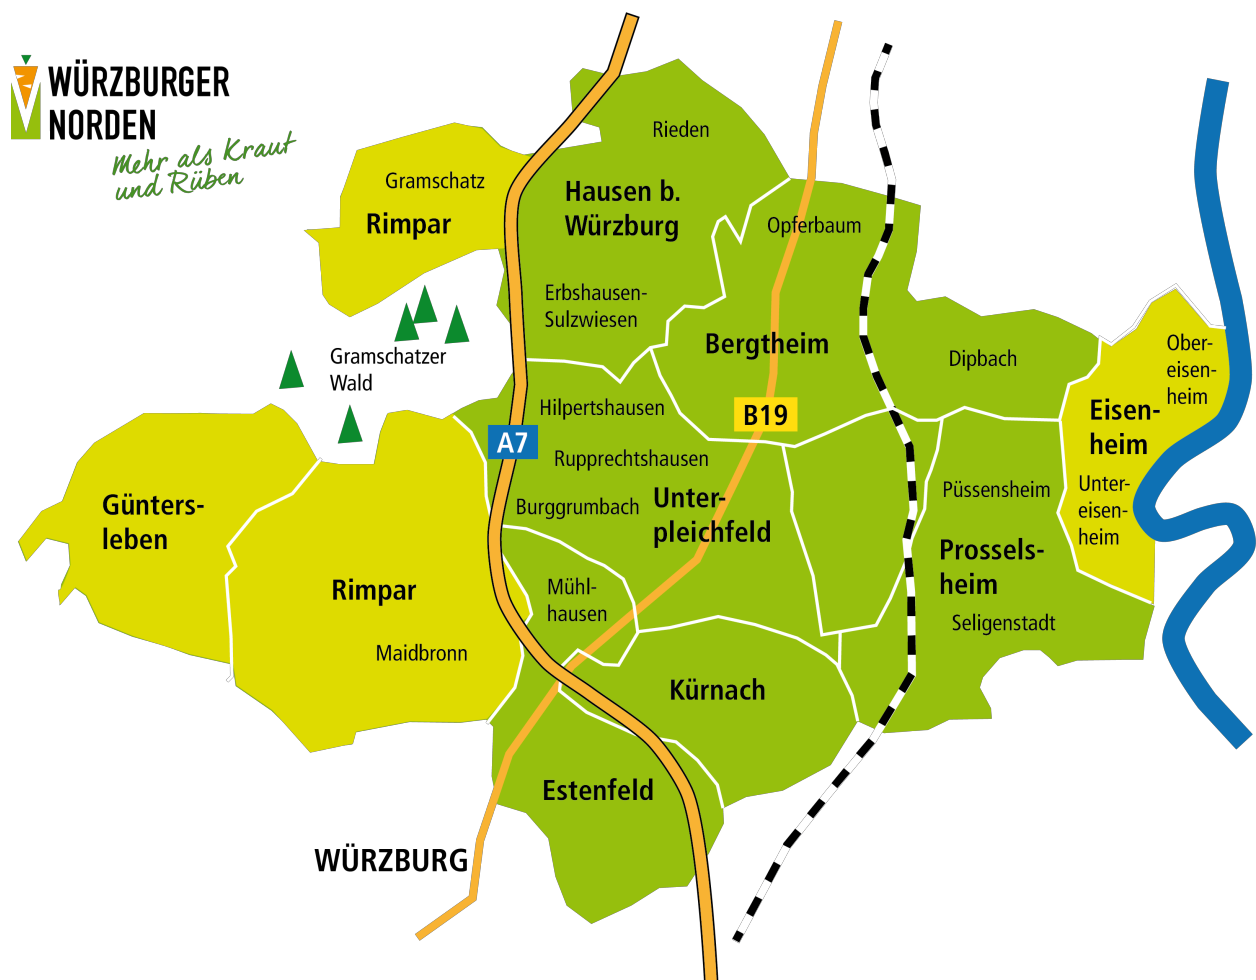 WÜRZBURGER
NORDEN
Mehr als Kraut
und Rüben
Rieden
Gramschatz
Rimpar
Hausen b.
Würzburg
Opferbaum
Erbshausen-
Sulzwiesen
Gramschatzer
Wald
Bergtheim
Dipbach
Ober-
eisen-
heim
Eisen-
heim
Unter-
eisen-
heim
Hilpertshausen
B19
A7
Rupprechtshausen
Burggrumbach
Unter-
pleichfeld
Püssensheim
Günters-
leben
Prossels-
heim
Seligenstadt
Rimpar
Maidbronn
Mühl-
hausen
Kürnach
Estenfeld
WÜRZBURG